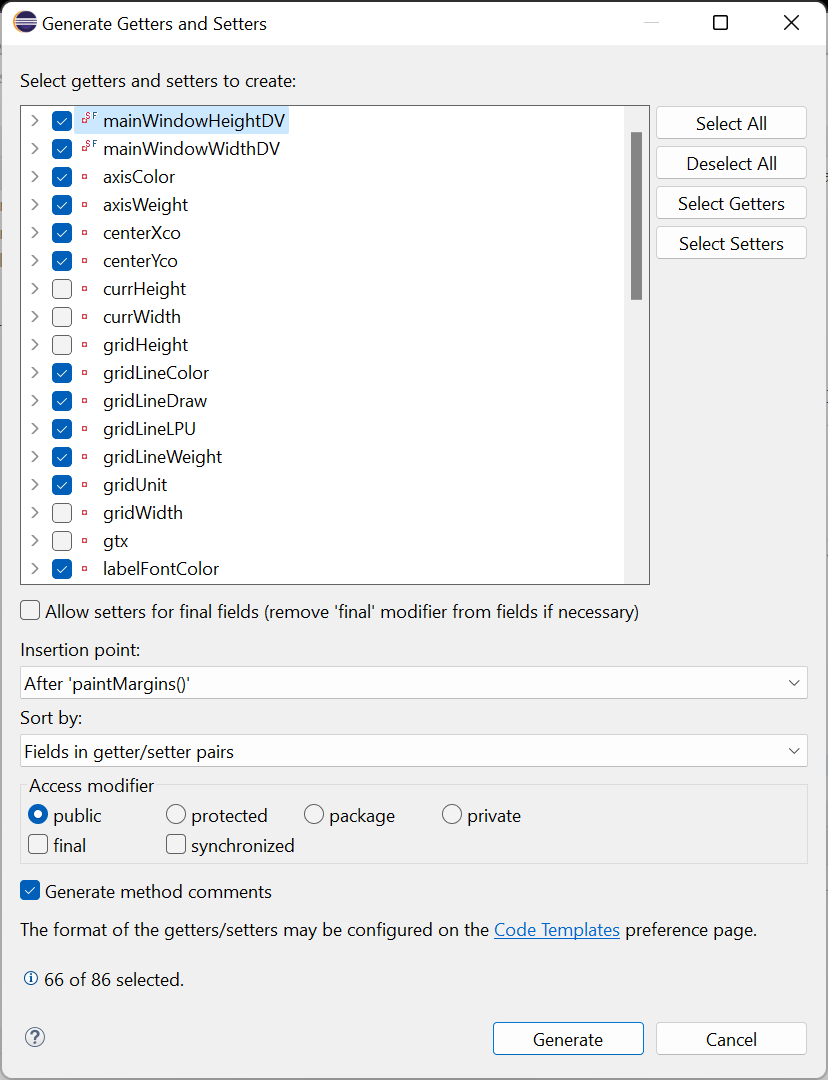 Generate Getters and Setters
Select getters and setters to create:
SF mainWindowHeightDV
SF mainWindowWidthDV
axisColor
axisWeight
centerXco
centerYco
currHeight
currWidth
gridHeight
gridLineColor
gridLineDraw
gridLineLPU
gridLineWeight
gridUnit
gridWidth
gtx
labelFontColor
Select All
Deselect All
Select Getters
Select Setters
Allow setters for final fields (remove 'final' modifier from fields if necessary)
Insertion point:
After 'paintMargins()'
Sort by:
Fields in getter/setter pairs
Access modifier
public protected package private
final synchronized
Generate method comments
The format of the getters/setters may be configured on the Code Templates preference page.
66 of 86 selected.
Generate Cancel